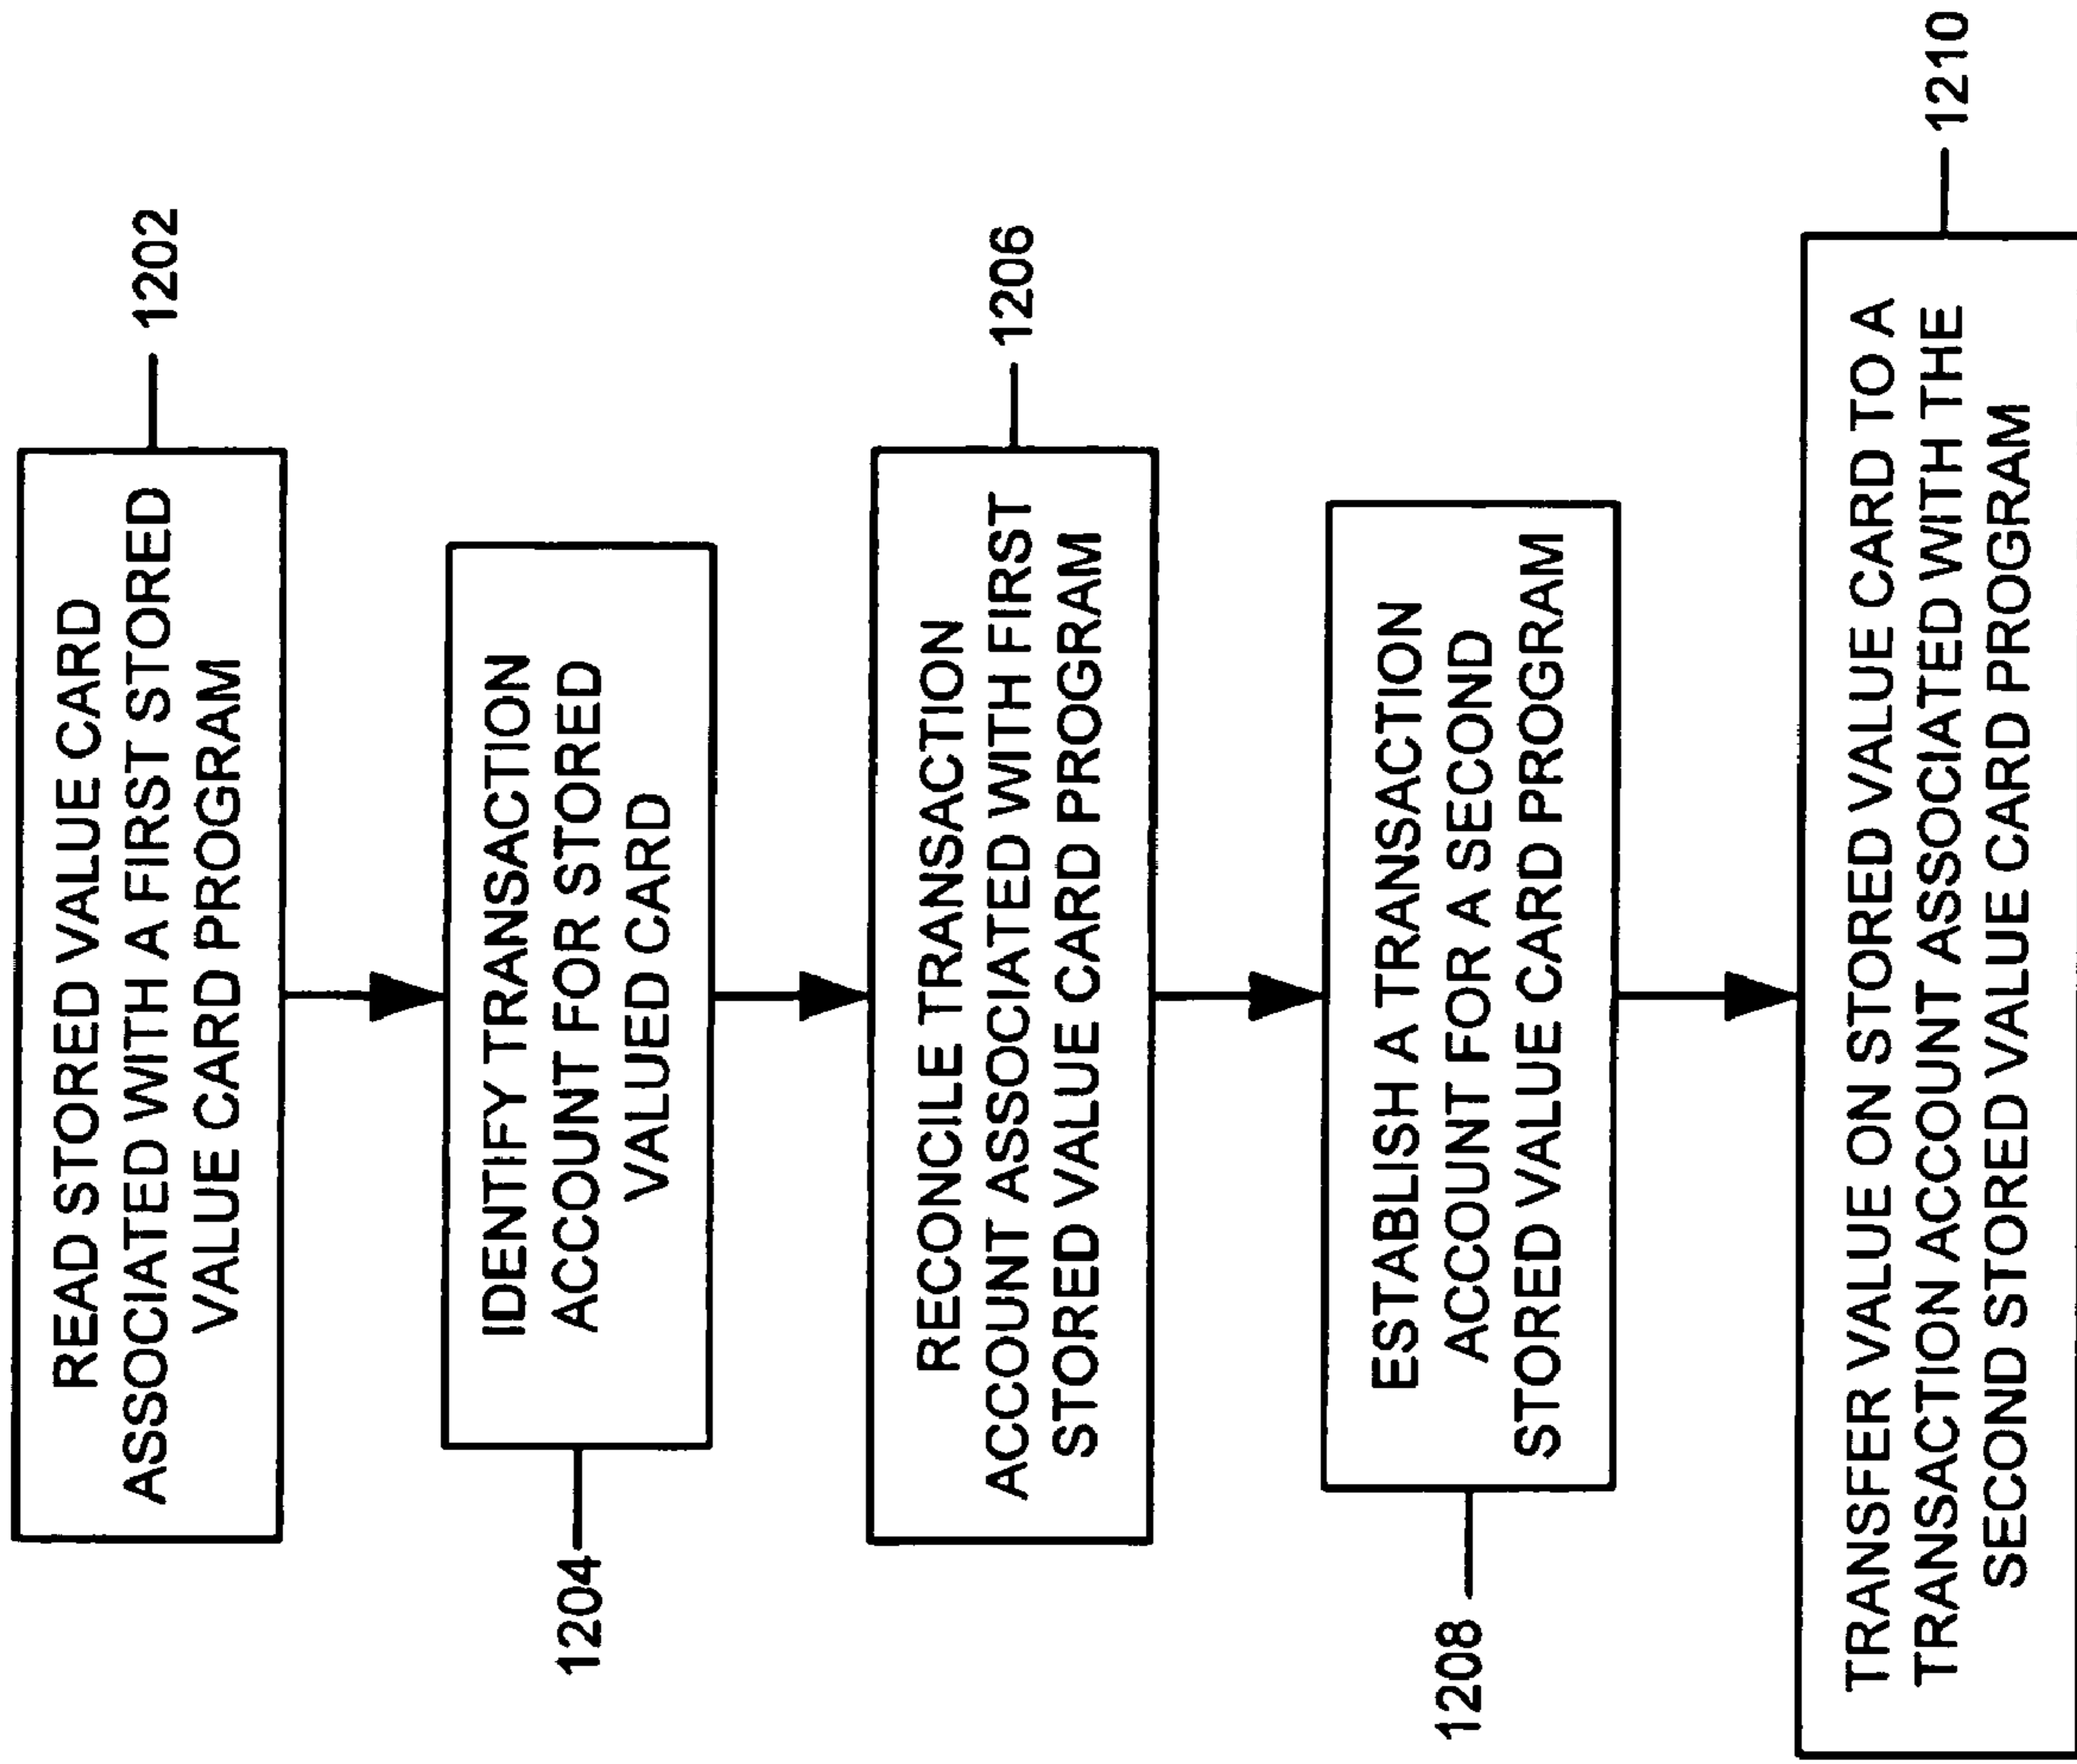 READ STORED VALUE CARD
ASSOCIATED WITH A FIRST STORED
VALUE CARD PROGRAM
1202
IDENTIFY TRANSACTION
ACCOUNT FOR STORED
VALUED CARD
1204
RECONCILE TRANSACTION
ACCOUNT ASSOCIATED WITH FIRST
STORED VALUE CARD PROGRAM
1206
ESTABLISH A TRANSACTION
ACCOUNT FOR A SECOND
STORED VALUE CARD PROGRAM
1208
TRANSFER VALUE ON STORED VALUE CARD TO A
TRANSACTION ACCOUNT ASSOCIATED WITH THE
SECOND STORED VALUE CARD PROGRAM
1210